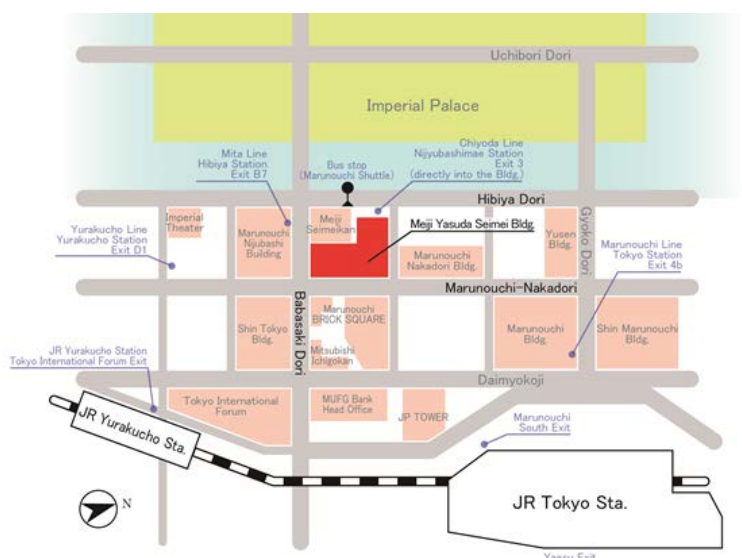 Uchibori Dori
Imperial Palace
Mita Line
Hibiya Station
Exit B7
Bus stop
(Marunouchi Shuttle)
Chiyoda Line
Nijyubashimae Station
Exit 3
(directly into the Bldg.)
Hibiya Dori
Imperial
Theater
Marunouchi
Nijubashi
Building
Meiji
Seimeikan
Meiji Yasuda Seimei Bldg.
Yusen
Bldg.
Gyoko Dori
Yurakucho Line
Yurakucho Station
Exit D1
Marunouchi
Nakadori Bldg.
Marunouchi Line
Tokyo Station
Exit 4b
Marunouchi-Nakadori
Babasaki Dori
Shin Tokyo
Bldg.
Marunouchi
BRICK SQUARE
Mitsubishi
Ichigokan
Marunouchi
Bldg.
Shin Marunouchi
Bldg.
JR Yurakucho Station
Tokyo International Forum Exit
Daimyokoji
Tokyo International
Forum
MUFG Bank
Head Office
JP TOWER
JR Yurakucho Sta.
Marunouchi
South Exit
N
JR Tokyo Sta.